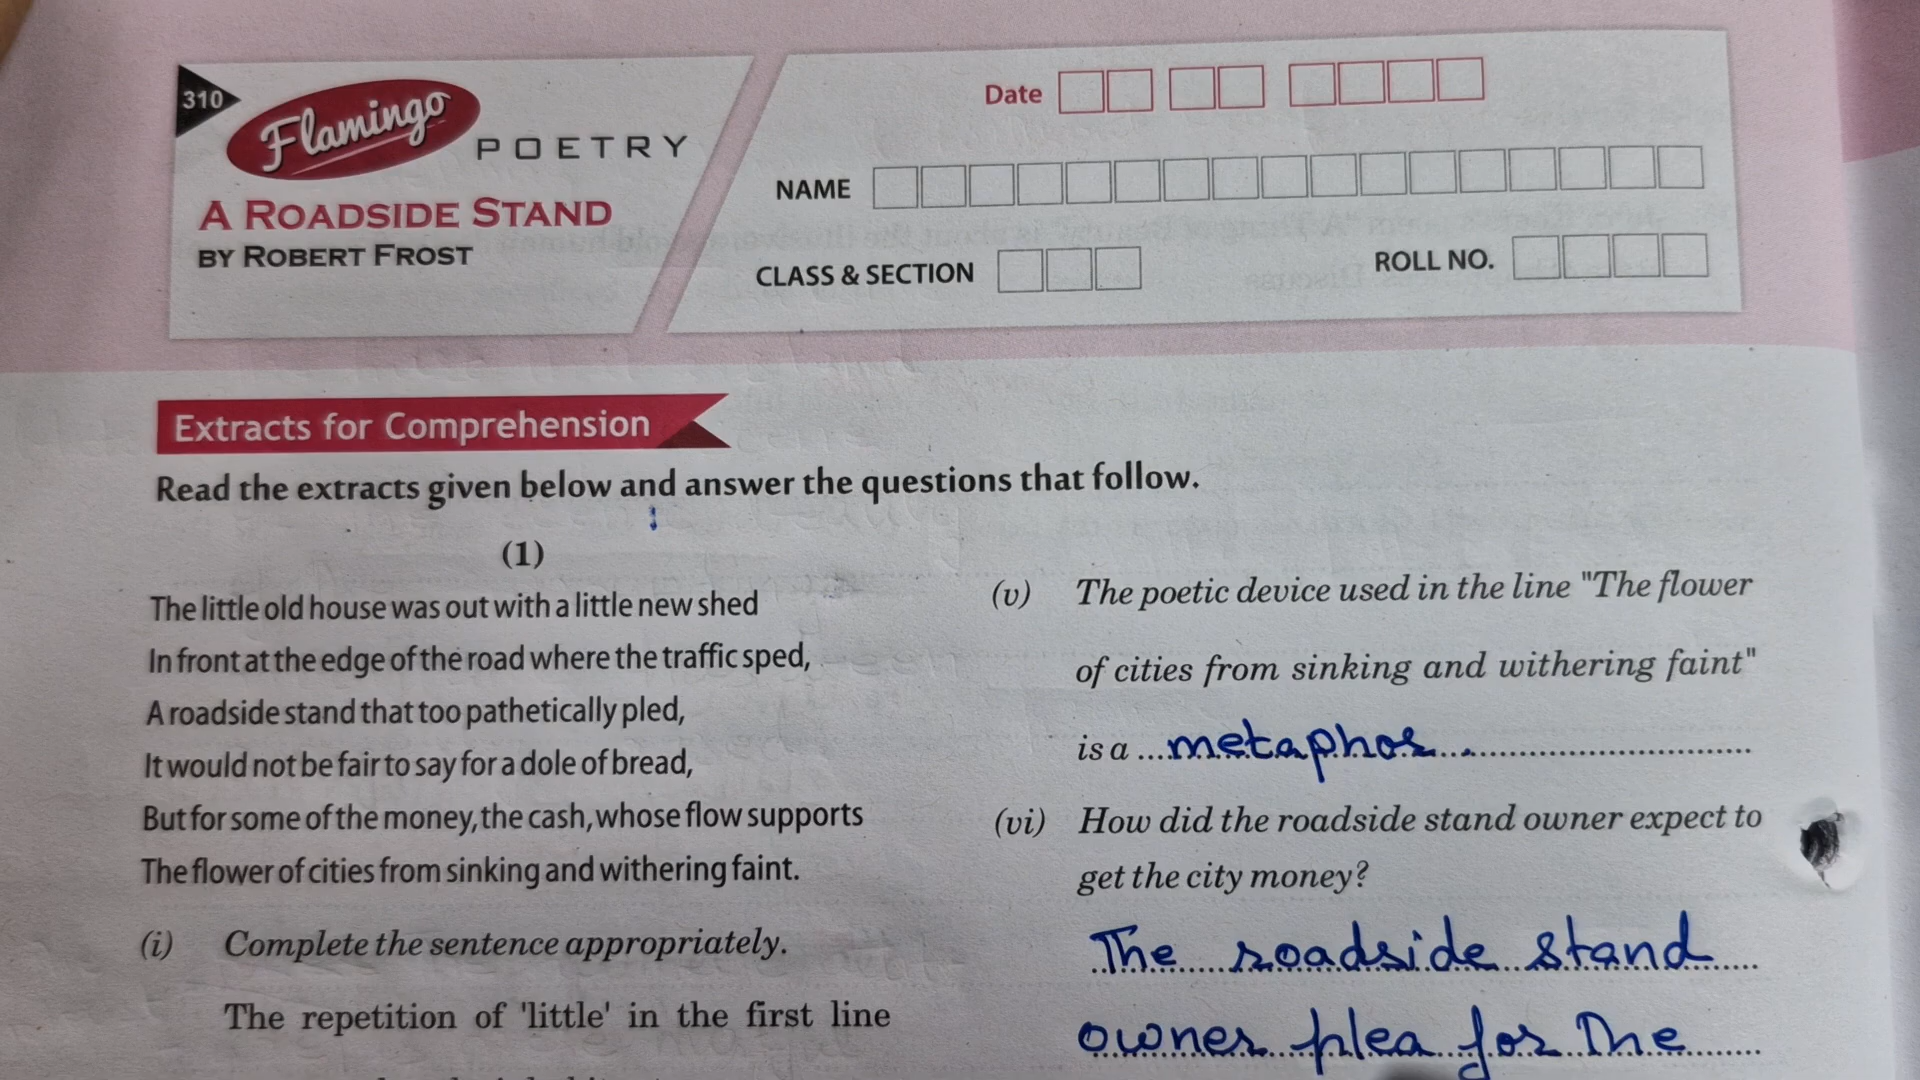 310
Flamingo
POETRY
A ROADSIDE STAND
BY ROBERT FROST
Date
NAME
CLASS & SECTION
ROLL NO.
Extracts for Comprehension
Read the extracts given below and answer the questions that follow.
(1)
The little old house was out with a little new shed
In front at the edge of the road where the traffic sped,
A roadside stand that too pathetically pled,
It would not be fair to say for a dole of bread,
But for some of the money, the cash, whose flow supports
The flower of cities from sinking and withering faint.
(i) Complete the sentence appropriately.
The repetition of 'little' in the first line
(v) The poetic device used in the line "The flower
of cities from sinking and withering faint"
is a ...metaphor...
(vi) How did the roadside stand owner expect to
get the city money?
The roadside stand
owner plea for the